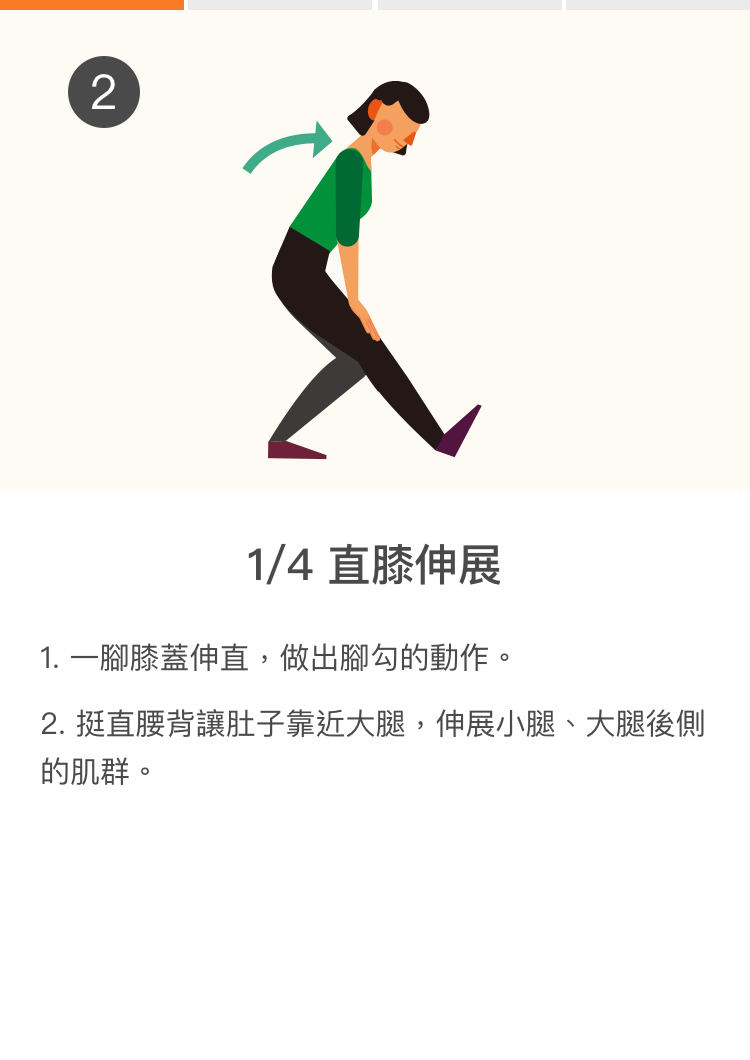 2
1/4 直膝伸展
1. 一腳膝蓋伸直，做出腳勾的動作。
2. 挺直腰背讓肚子靠近大腿，伸展小腿、大腿後側
的肌群。